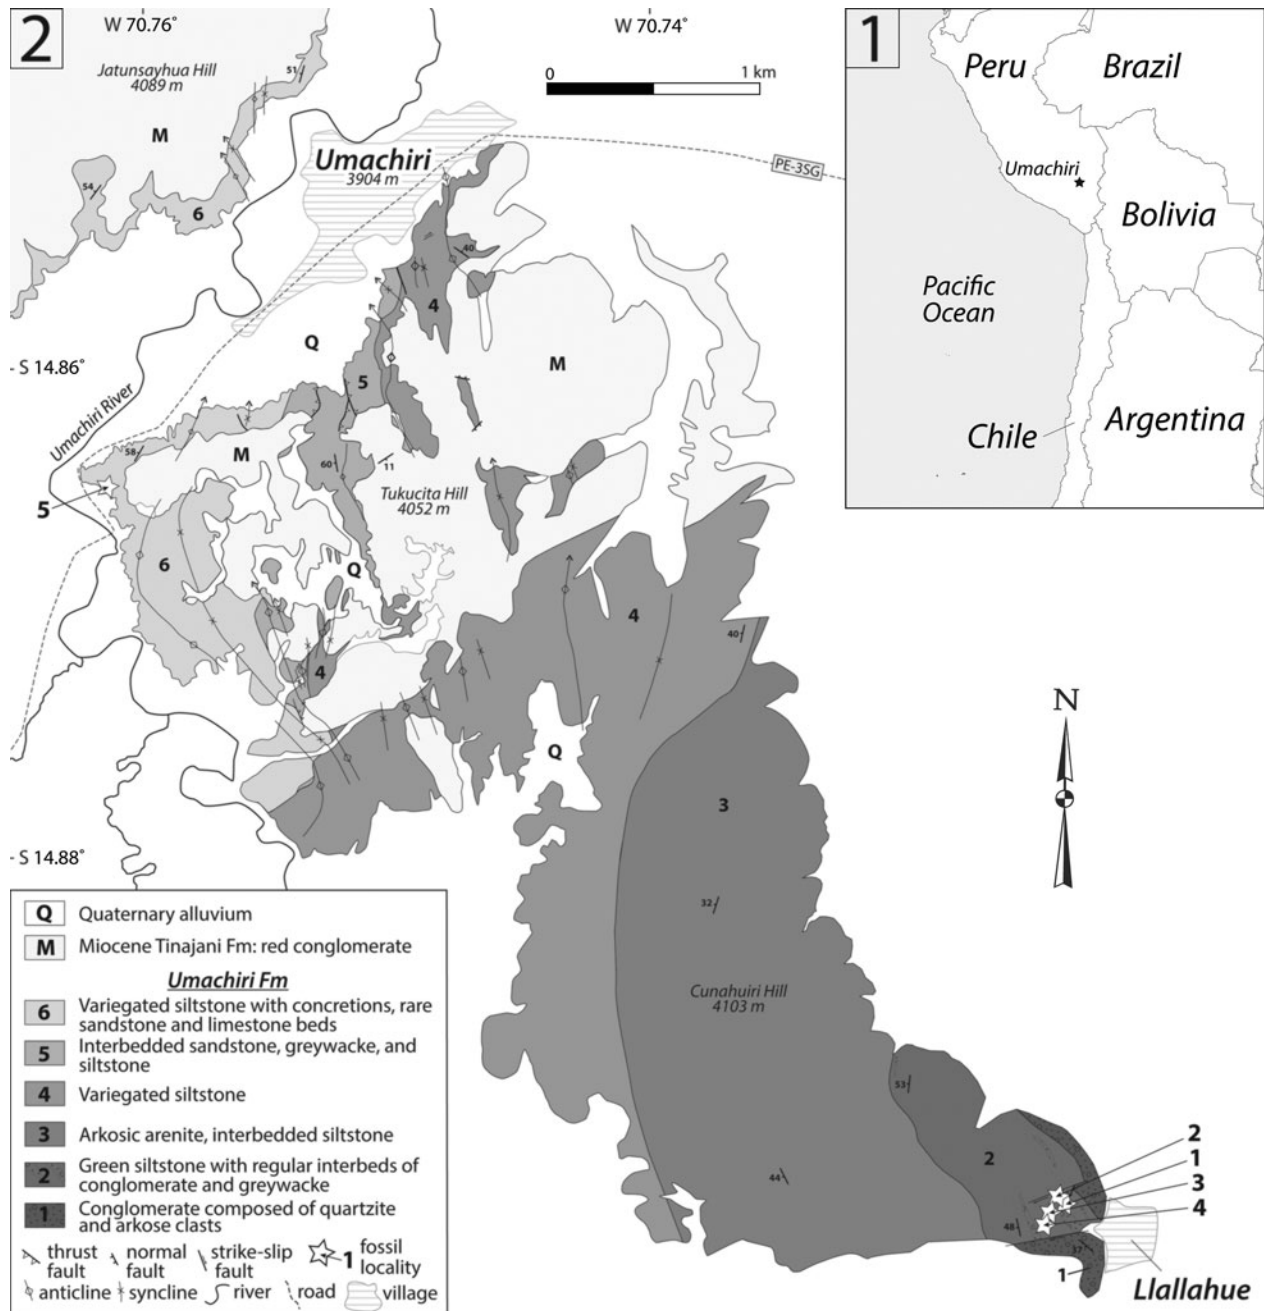 2
W 70.76°
W 70.74°
Jatunsayhua Hill
4089 m
51
0
1 km
M
Umachiri
3904 m
PE-3SG
54
6
40
4
Q
S 14.86°
5
M
Umachiri River
58
M
60
11
Tukucita Hill
4052 m
5
6
Q
4
40
4
Q
3
N
S 14.88°
32
Cunahuiri Hill
4103 m
53
2
44
48
37
2
1
3
4
1
Llallahue
Q Quaternary alluvium
M Miocene Tinajani Fm: red conglomerate
Umachiri Fm
6 Variegated siltstone with concretions, rare
sandstone and limestone beds
5 Interbedded sandstone, greywacke, and
siltstone
4 Variegated siltstone
3 Arkosic arenite, interbedded siltstone
2 Green siltstone with regular interbeds of
conglomerate and greywacke
1 Conglomerate composed of quartzite
and arkose clasts
thrust fault
normal fault
strike-slip fault
1 fossil locality
anticline
syncline
river
road
village
1
Peru
Brazil
Umachiri
Bolivia
Pacific
Ocean
Chile
Argentina